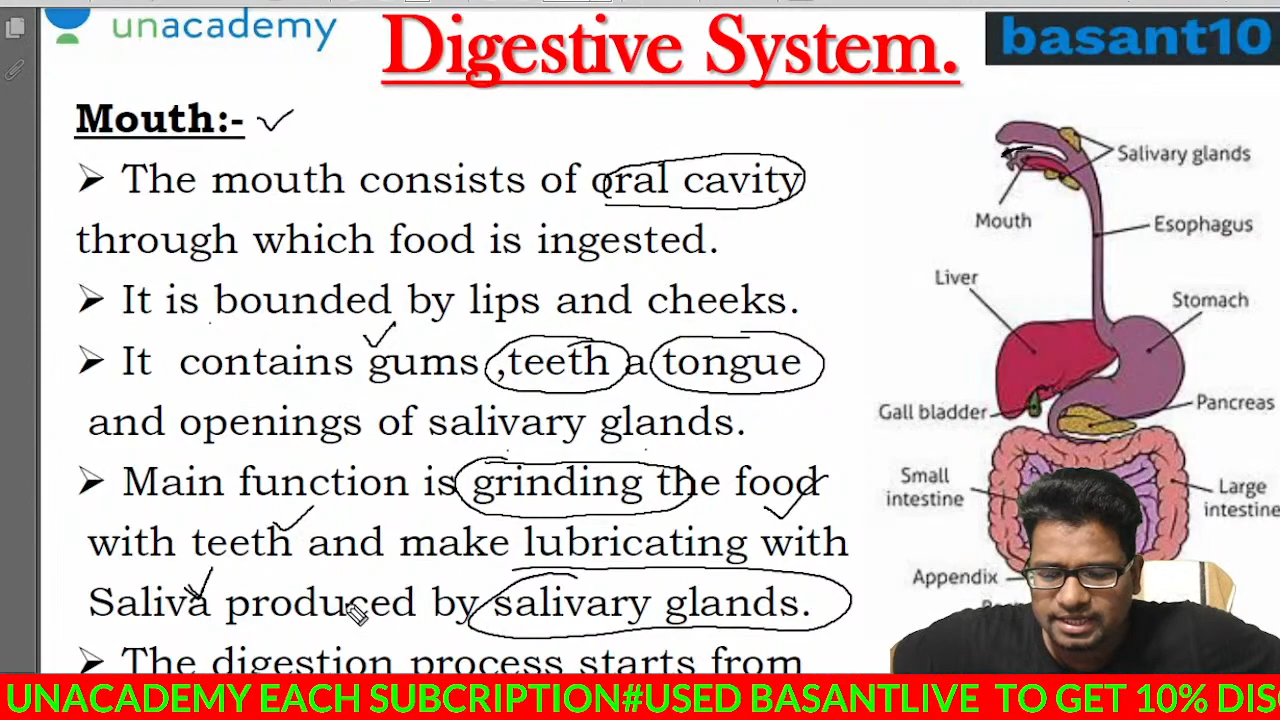 unacademy
Digestive System.
basant10
Mouth:-
➢ The mouth consists of oral cavity
through which food is ingested.
➢ It is bounded by lips and cheeks.
➢ It contains gums ,teeth a tongue
and openings of salivary glands.
➢ Main function is grinding the food
with teeth and make lubricating with
Saliva produced by salivary glands.
➢ The digestion process starts from
Salivary glands
Mouth
Esophagus
Liver
Stomach
Gall bladder
Pancreas
Small
intestine
Large
intestine
Appendix
UNACADEMY EACH SUBCRIPTION#USED BASANTLIVE TO GET 10% DIS